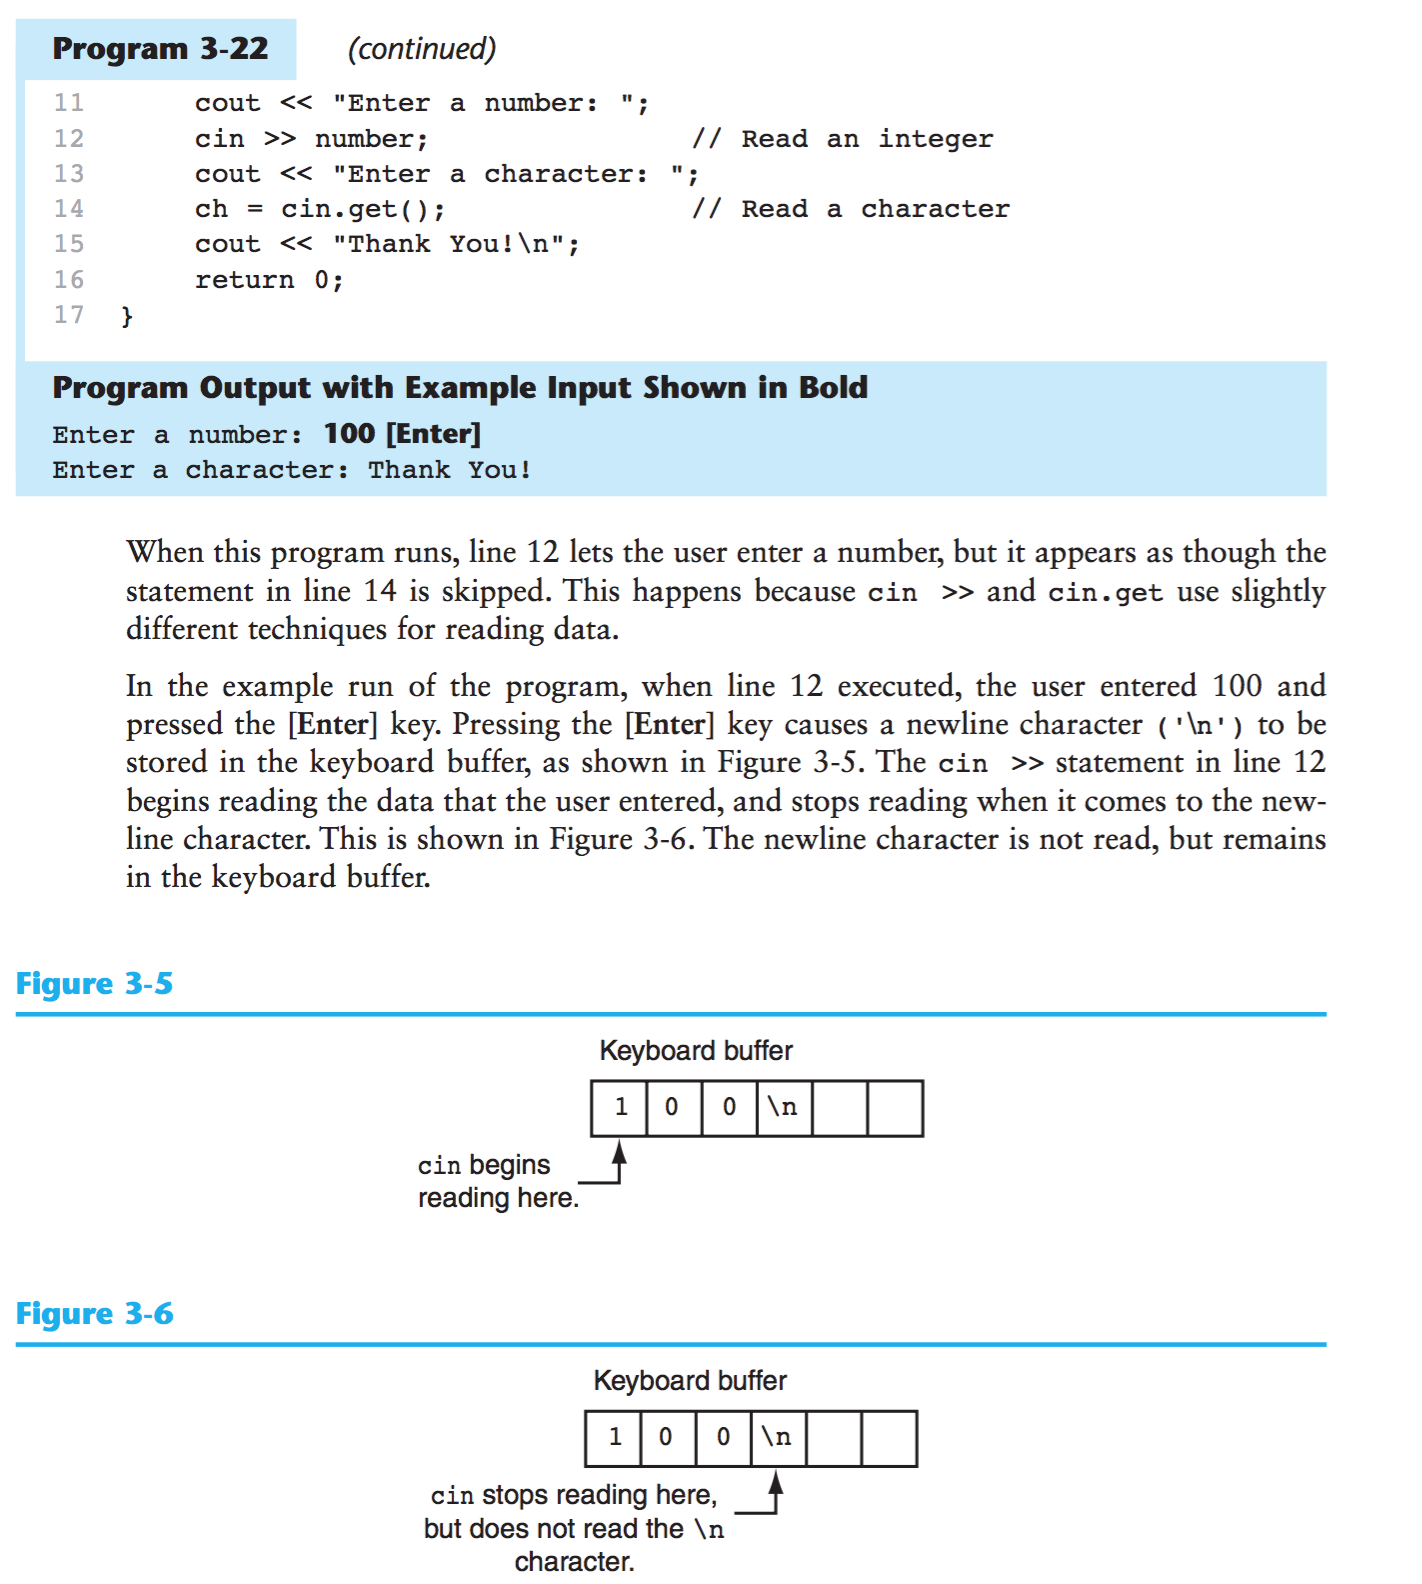 Program 3-22 (continued)
11 cout << "Enter a number: ";
12 cin >> number; // Read an integer
13 cout << "Enter a character: ";
14 ch = cin.get(); // Read a character
15 cout << "Thank You!\n";
16 return 0;
17 }
Program Output with Example Input Shown in Bold
Enter a number: 100 [Enter]
Enter a character: Thank You!
When this program runs, line 12 lets the user enter a number, but it appears as though the
statement in line 14 is skipped. This happens because cin >> and cin.get use slightly
different techniques for reading data.
In the example run of the program, when line 12 executed, the user entered 100 and
pressed the [Enter] key. Pressing the [Enter] key causes a newline character ('\n') to be
stored in the keyboard buffer, as shown in Figure 3-5. The cin >> statement in line 12
begins reading the data that the user entered, and stops reading when it comes to the new-
line character. This is shown in Figure 3-6. The newline character is not read, but remains
in the keyboard buffer.
Figure 3-5
Keyboard buffer
1 0 0 \n
cin begins
reading here.
Figure 3-6
Keyboard buffer
1 0 0 \n
cin stops reading here,
but does not read the \n
character.